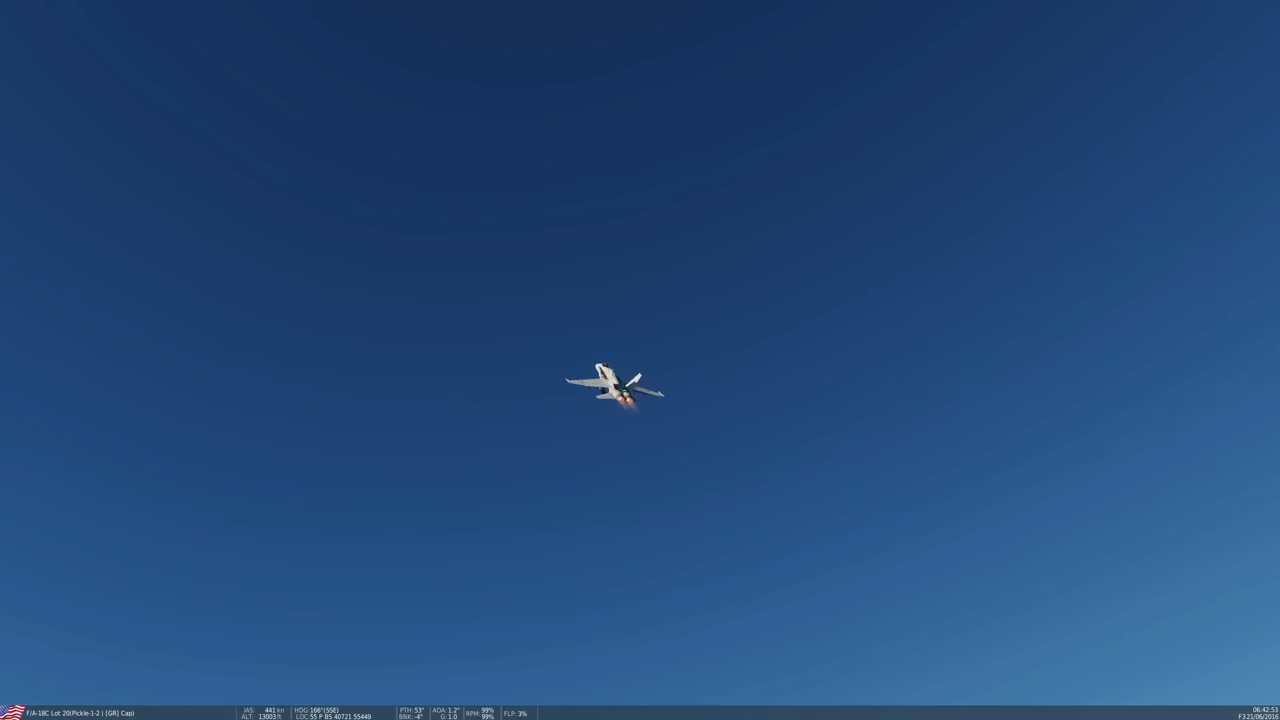 F/A-18C Lot 20(Pickle-1-2 | [GR] Cap)
IAS: 441 kn
ALT: 13003 ft
HDG: 166°(SSE)
LOC: 55 P BS 40721 55449
PTH: 53°
BNK: -4°
AOA: 1.2°
G: 1.0
RPM: 99%
99%
FLP: 3%
06:42:53
F3 21/06/2016